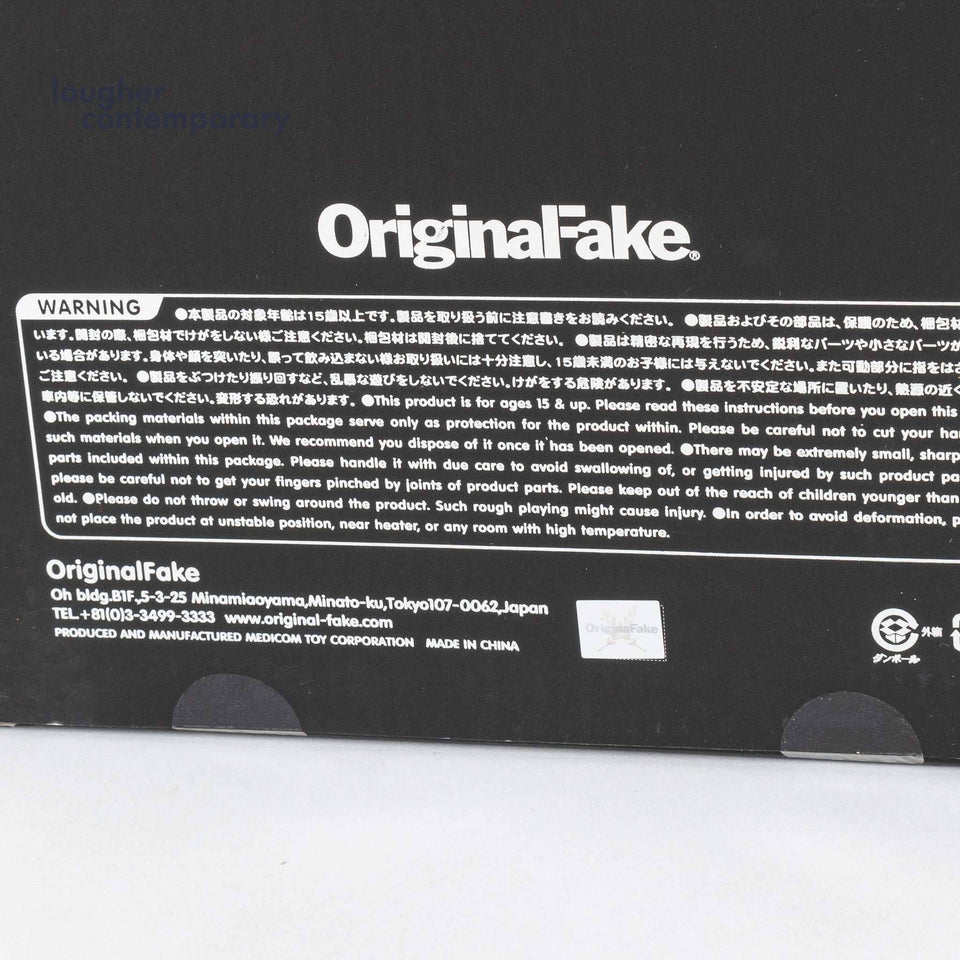 lougher
contemporary
OriginalFake®
WARNING
●本製品の対象年齢は15歳以上です。製品を取り扱う前に注意書きをお読みください。 ●製品およびその部品は、保護のため、梱包材
います。開封の際、梱包材でけがをしない様ご注意ください。梱包材は開封後に捨ててください。 ●製品は精密な再現を行うため、鋭利なパーツや小さなパーツが
いる場合があります。身体や顔を突いたり、誤って飲み込まない様お取り扱いには十分注意し、15歳未満のお子様には与えないでください。また可動部分に指をはさ
ご注意ください。 ●製品をぶつけたり振り回すなど、乱暴な遊びをしないでください。けがをする危険があります。 ●製品を不安定な場所に置いたり、熱源の近く
車内等に保管しないでください。変形する恐れがあります。 ●This product is for ages 15 & up. Please read these instructions before you open this
●The packing materials within this package serve only as protection for the product within. Please be careful not to cut your ha
such materials when you open it. We recommend you dispose of it once it has been opened. ●There may be extremely small, sharp
parts included within this package. Please handle it with due care to avoid swallowing of, or getting injured by such product pa
please be careful not to get your fingers pinched by joints of product parts. Please keep out of the reach of children younger than
old. ●Please do not throw or swing around the product. Such rough playing might cause injury. ●In order to avoid deformation, p
not place the product at unstable position, near heater, or any room with high temperature.
OriginalFake
Oh bldg.B1F.,5-3-25 Minamiaoyama,Minato-ku,Tokyo107-0062,Japan
TEL.+81(0)3-3499-3333 www.original-fake.com
PRODUCED AND MANUFACTURED MEDICOM TOY CORPORATION MADE IN CHINA
OriginalFake
外箱
ダンボール